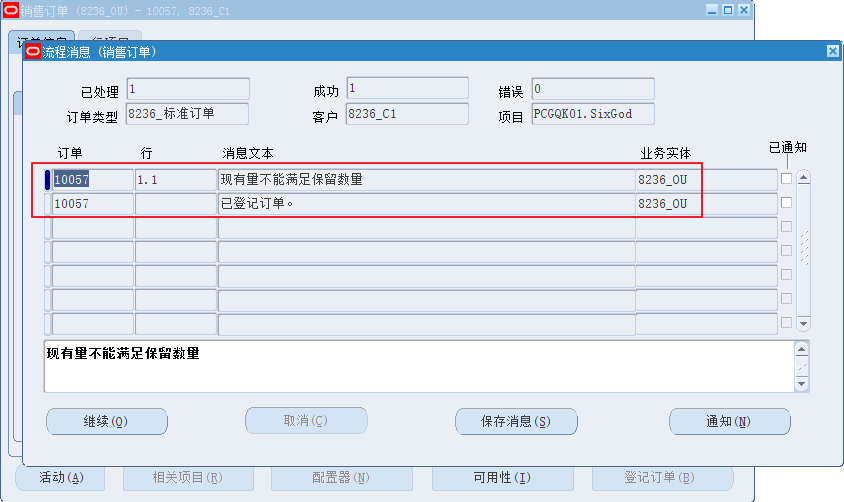 销售订单 (8236_OU) - 10057, 8236_C1
订单信息 行项目
流程消息 (销售订单)
已处理 1 成功 1 错误 0
订单类型 8236_标准订单 客户 8236_C1 项目 PCGQK01.SixGod
已通知
订单 行 消息文本 业务实体
10057 1.1 现有量不能满足保留数量 8236_OU
10057 已登记订单。 8236_OU
现有量不能满足保留数量
继续(O) 取消(C) 保存消息(S) 通知(N)
活动(A) 相关项目(R) 配置器(N) 可用性(I) 登记订单(B)